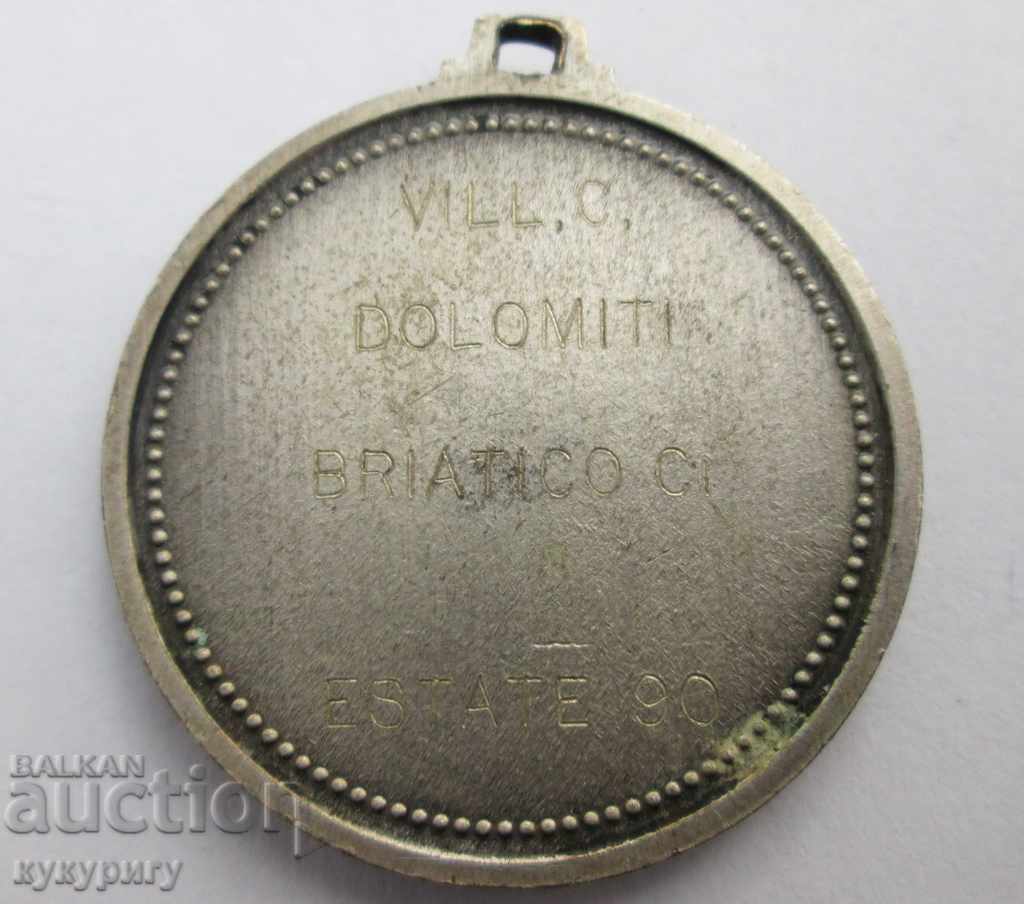 VILL. C.
DOLOMITI
BRIATICO
ESTATE 90
BALKAN
auction
кукуригу